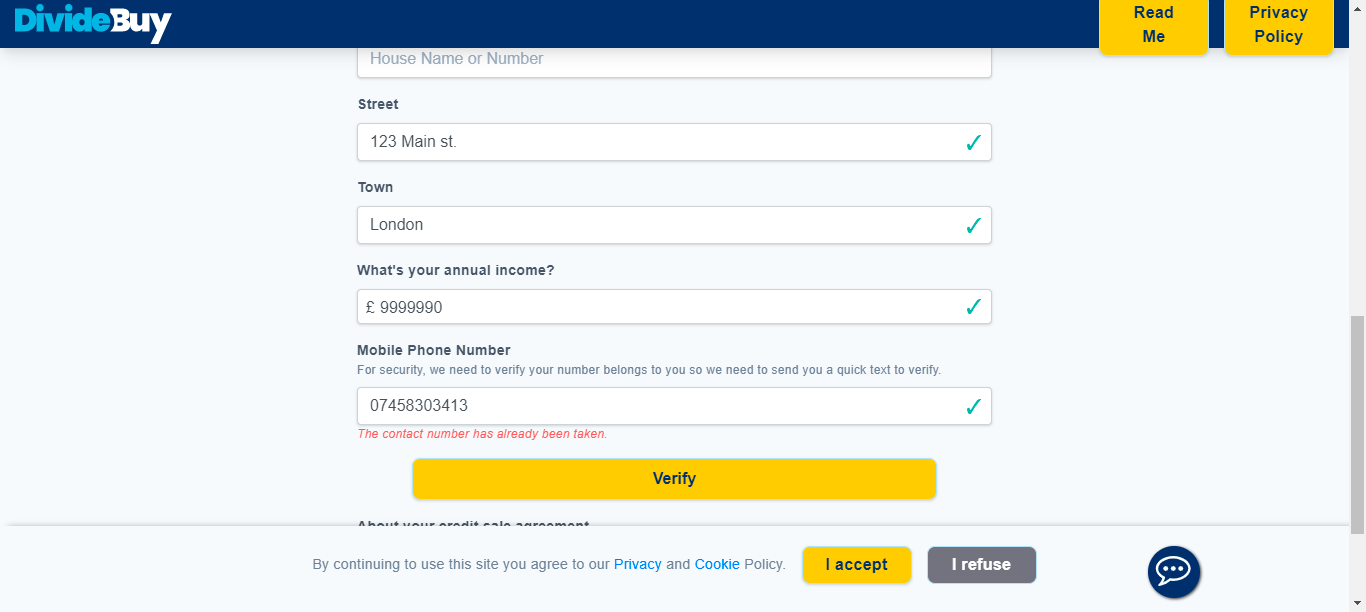 DivideBuy
Read
Me
Privacy
Policy
House Name or Number
Street
123 Main st.
Town
London
What's your annual income?
£ 9999990
Mobile Phone Number
For security, we need to verify your number belongs to you so we need to send you a quick text to verify.
07458303413
The contact number has already been taken.
Verify
About your credit sale agreement
By continuing to use this site you agree to our Privacy and Cookie Policy.
I accept
I refuse